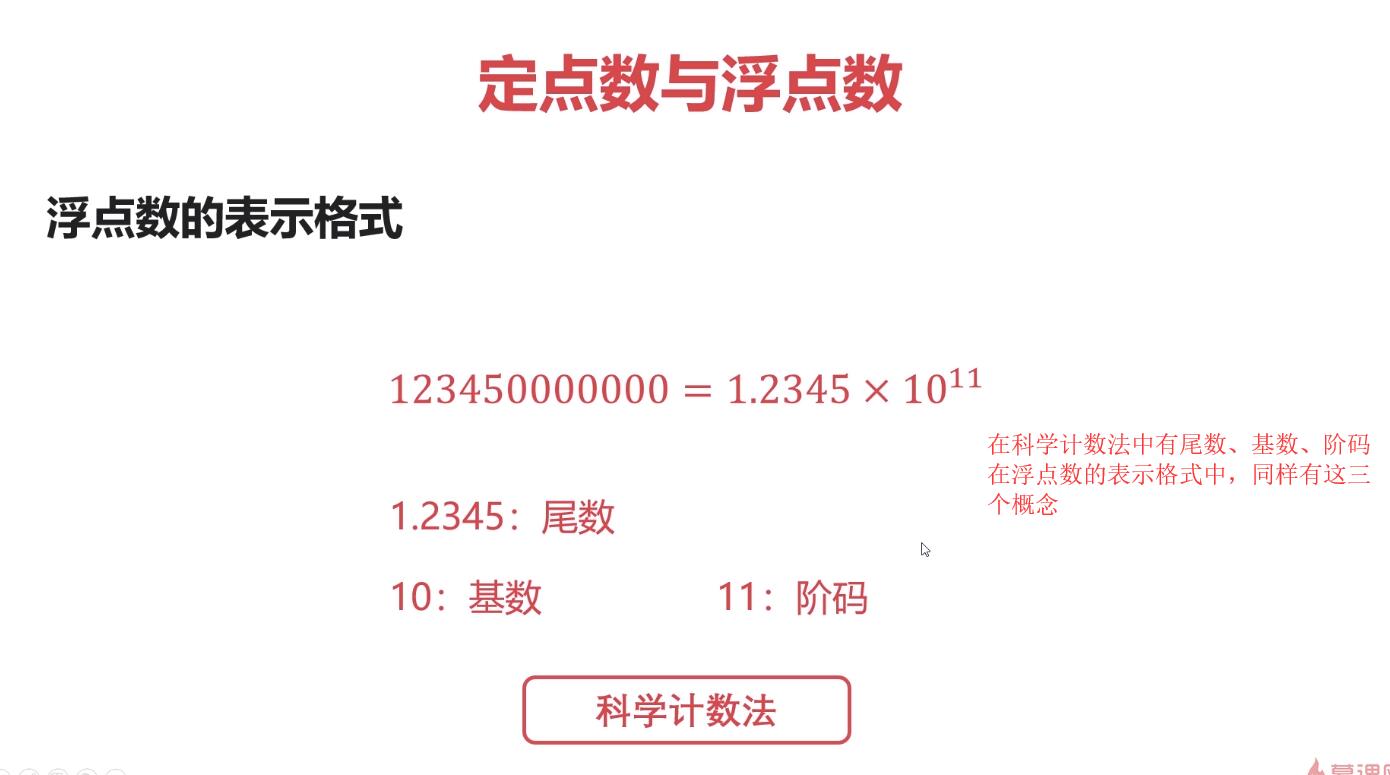 定点数与浮点数
浮点数的表示格式
123450000000 = 1.2345 × 10¹¹
在科学计数法中有尾数、基数、阶码
在浮点数的表示格式中，同样有这三
个概念
1.2345：尾数
10：基数
11：阶码
科学计数法